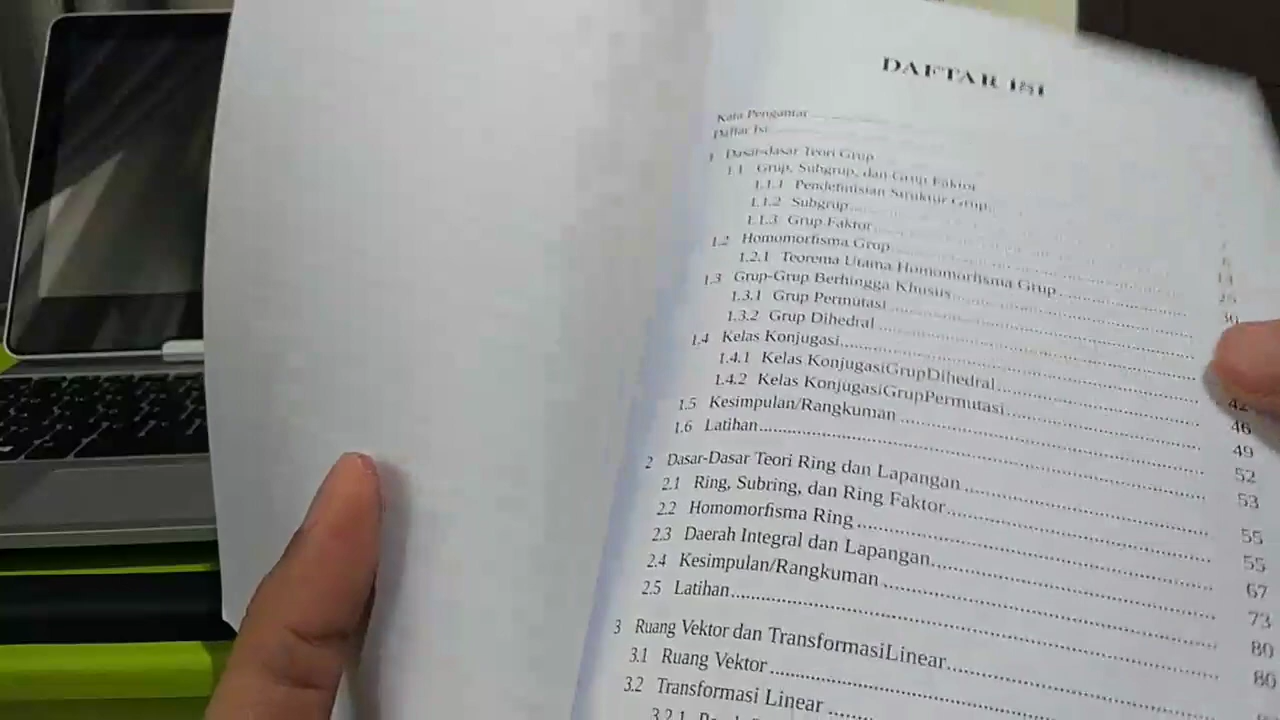 DAFTAR ISI
Kata Pengantar
Daftar Isi
1 Dasar-dasar Teori Grup
1.1 Grup, Subgrup, dan Grup Faktor
1.1.1 Pendefinisian Struktur Grup
1.1.2 Subgrup
1.1.3 Grup Faktor
1.2 Homomorfisma Grup
1.2.1 Teorema Utama Homomorfisma Grup
1.3 Grup-Grup Berhingga Khusus
1.3.1 Grup Permutasi
1.3.2 Grup Dihedral
1.4 Kelas Konjugasi
1.4.1 Kelas KonjugasiGrupDihedral 42
1.4.2 Kelas KonjugasiGrupPermutasi 46
1.5 Kesimpulan/Rangkuman 49
1.6 Latihan 52
2 Dasar-Dasar Teori Ring dan Lapangan 53
2.1 Ring, Subring, dan Ring Faktor 55
2.2 Homomorfisma Ring 55
2.3 Daerah Integral dan Lapangan 67
2.4 Kesimpulan/Rangkuman 73
2.5 Latihan 80
3 Ruang Vektor dan TransformasiLinear 86
3.1 Ruang Vektor
3.2 Transformasi Linear
3.2.1